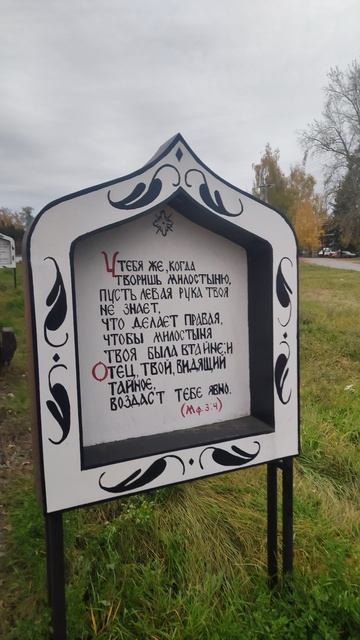 У тебя же, когда
творишь милостыню,
пусть левая рука твоя
не знает,
что делает правая,
чтобы милостыня
твоя была втайне; и
Отец, твой, видящий
тайное,
воздаст тебе явно.
(Мф. 3:4)